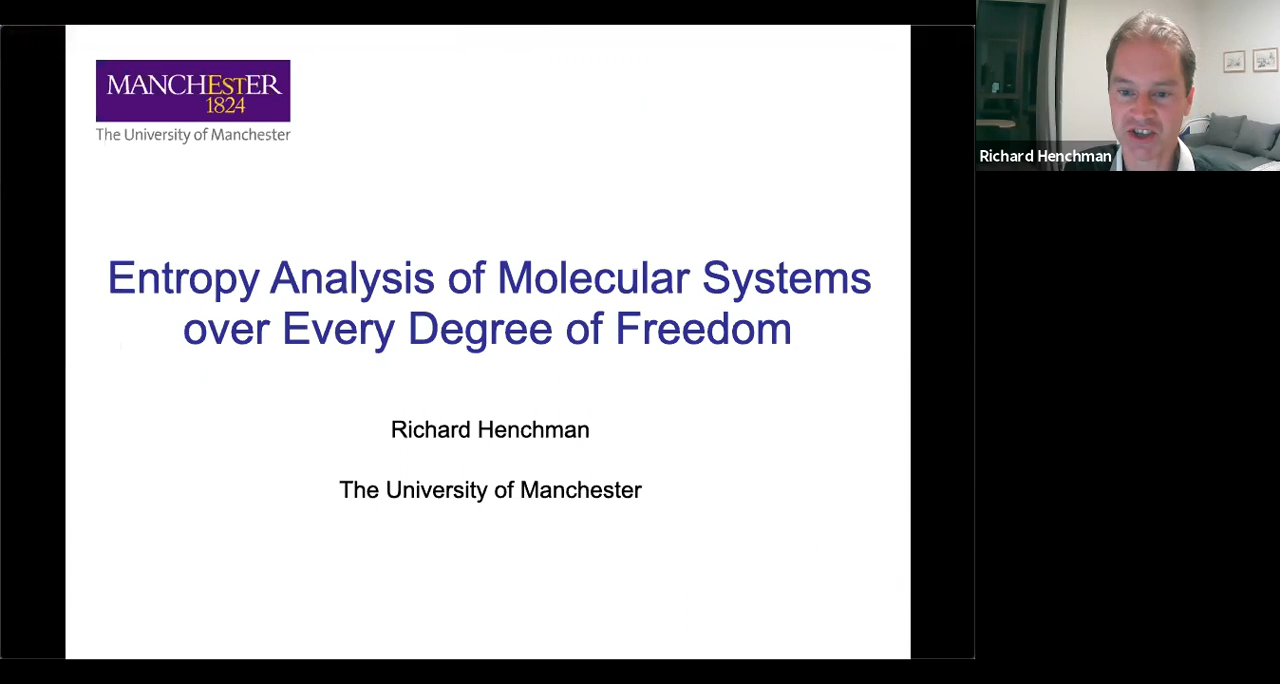 MANCHESTER
1824
The University of Manchester
Entropy Analysis of Molecular Systems
over Every Degree of Freedom
Richard Henchman
The University of Manchester
Richard Henchman